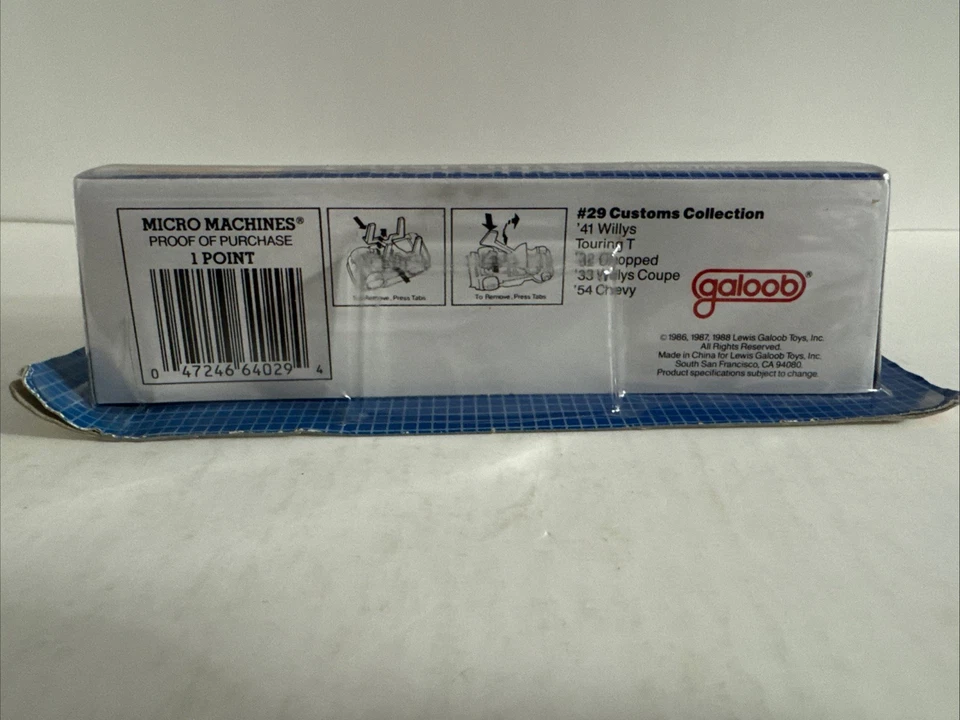 MICRO MACHINES®
PROOF OF PURCHASE
1 POINT
0 47246 64029 4
To Remove, Press Tabs
To Remove, Press Tabs
#29 Customs Collection
'41 Willys
Touring T
Chopped
'33 Willys Coupe
'54 Chevy
galoob®
© 1986, 1987, 1988 Lewis Galoob Toys, Inc.
All Rights Reserved.
Made in China for Lewis Galoob Toys, Inc.
South San Francisco, CA 94080.
Product specifications subject to change.